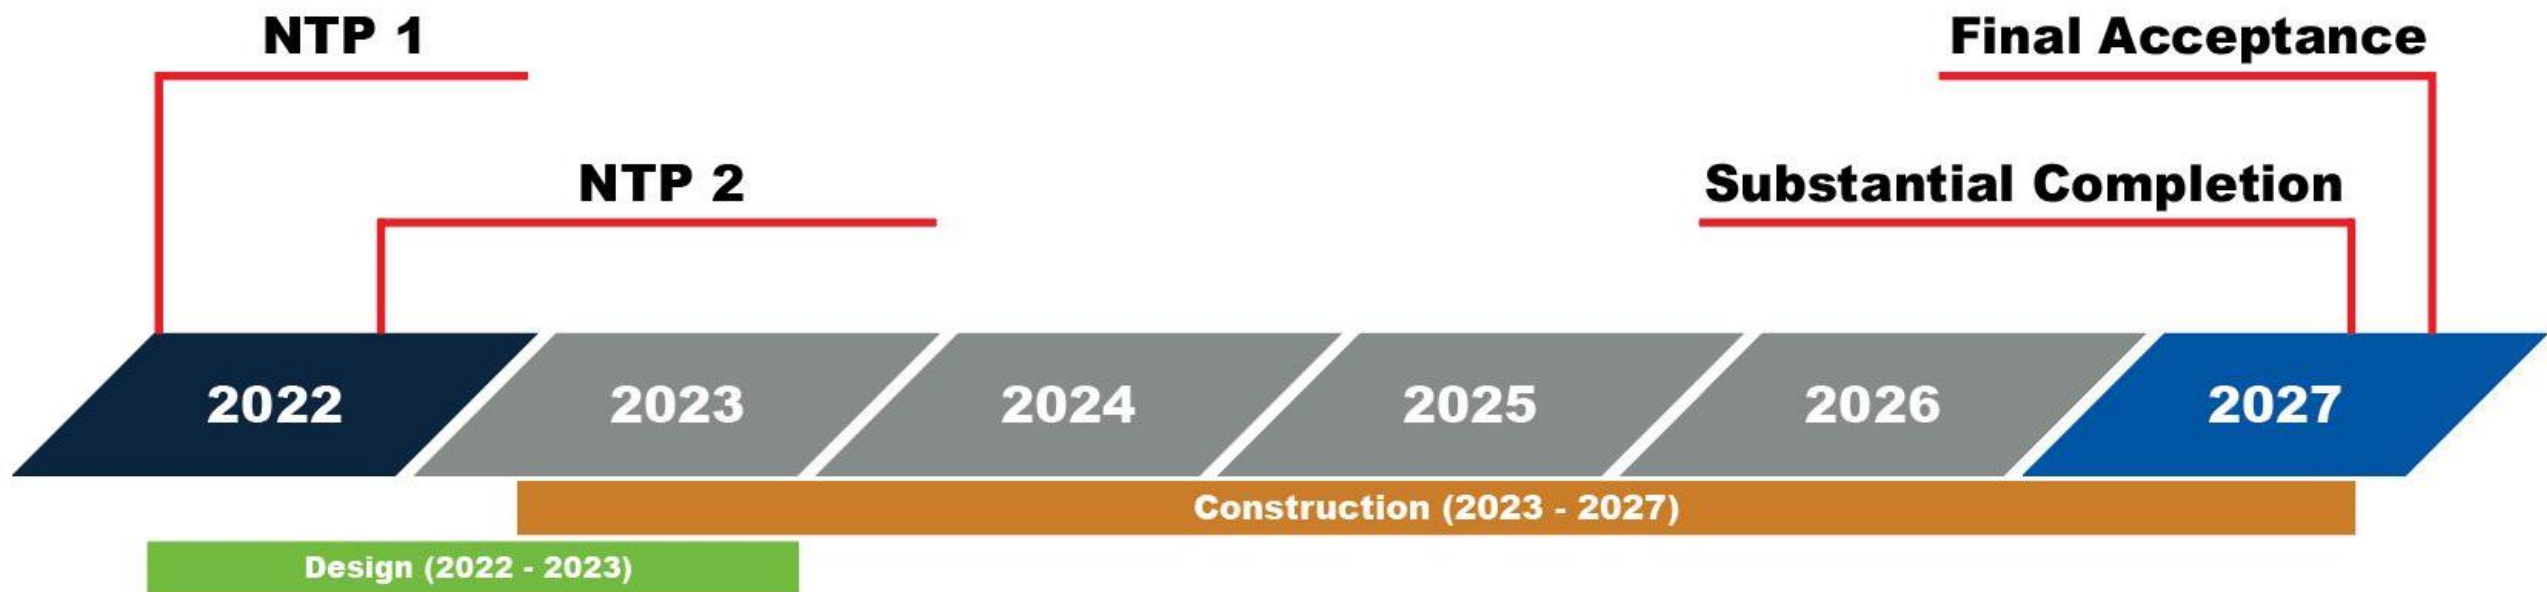 NTP 1
Final Acceptance
NTP 2
Substantial Completion
2022
2023
2024
2025
2026
2027
Construction (2023 - 2027)
Design (2022 - 2023)